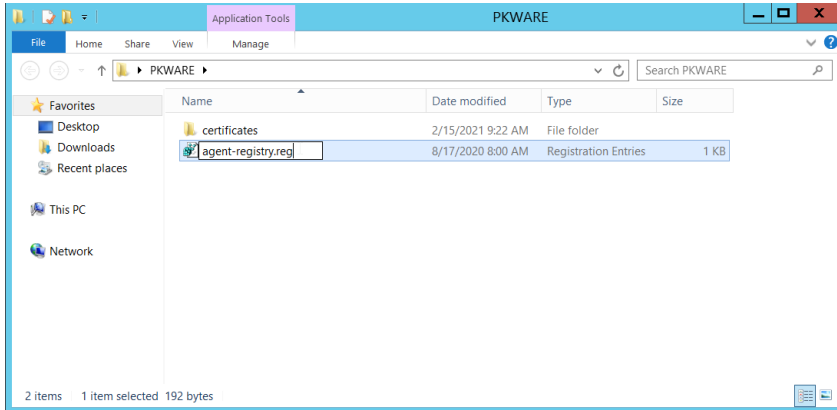 Application Tools PKWARE
File Home Share View Manage
PKWARE Search PKWARE
Favorites
Desktop
Downloads
Recent places
This PC
Network
Name Date modified Type Size
certificates 2/15/2021 9:22 AM File folder
agent-registry.reg 8/17/2020 8:00 AM Registration Entries 1 KB
2 items 1 item selected 192 bytes